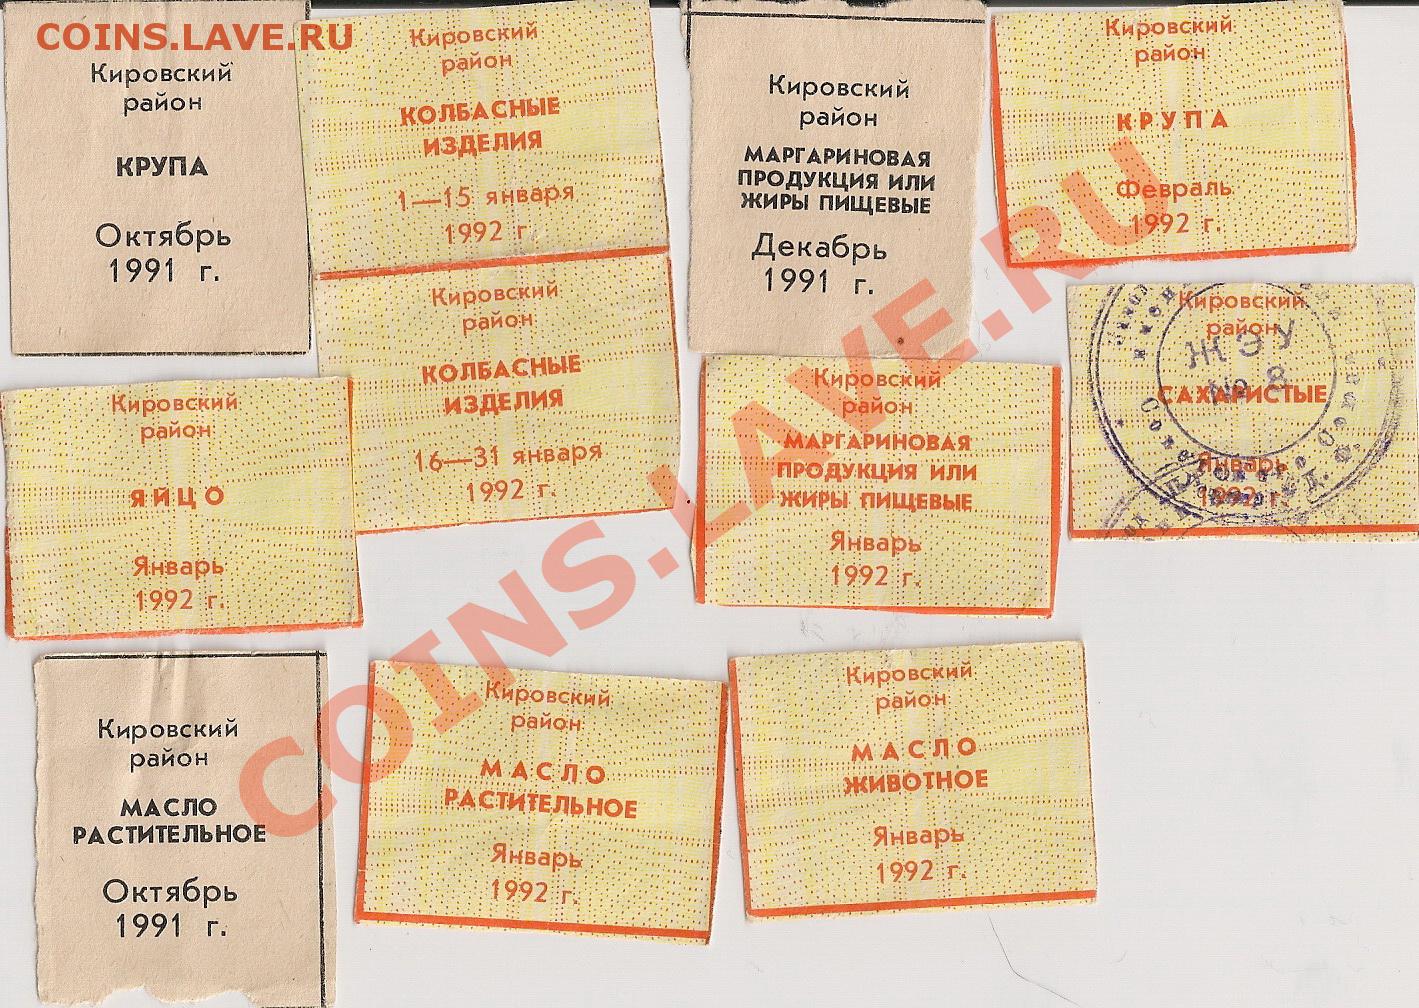 COINS.LAVE.RU
Кировский
район
КРУПА
Октябрь
1991 г.
Кировский
район
КОЛБАСНЫЕ
ИЗДЕЛИЯ
1—15 января
1992 г
Кировский
район
МАРГАРИНОВАЯ
ПРОДУКЦИЯ ИЛИ
ЖИРЫ ПИЩЕВЫЕ
Декабрь
1991 г.
Кировский
район
КРУПА
Февраль
1992 г.
Кировский
район
КОЛБАСНЫЕ
ИЗДЕЛИЯ
16—31 января
1992 г.
Кировский
район
САХАРИСТЫЕ
Январь
1992 г.
ЖЭУ
№ 8
Кировский
район
ЯЙЦО
Январь
1992 г.
Кировский
район
МАРГАРИНОВАЯ
ПРОДУКЦИЯ ИЛИ
ЖИРЫ ПИЩЕВЫЕ
Январь
1992 г.
Кировский
район
МАСЛО
РАСТИТЕЛЬНОЕ
Октябрь
1991 г.
Кировский
район
МАСЛО
РАСТИТЕЛЬНОЕ
Январь
1992 г.
Кировский
район
МАСЛО
ЖИВОТНОЕ
Январь
1992 г.
COINS.LAVE.RU